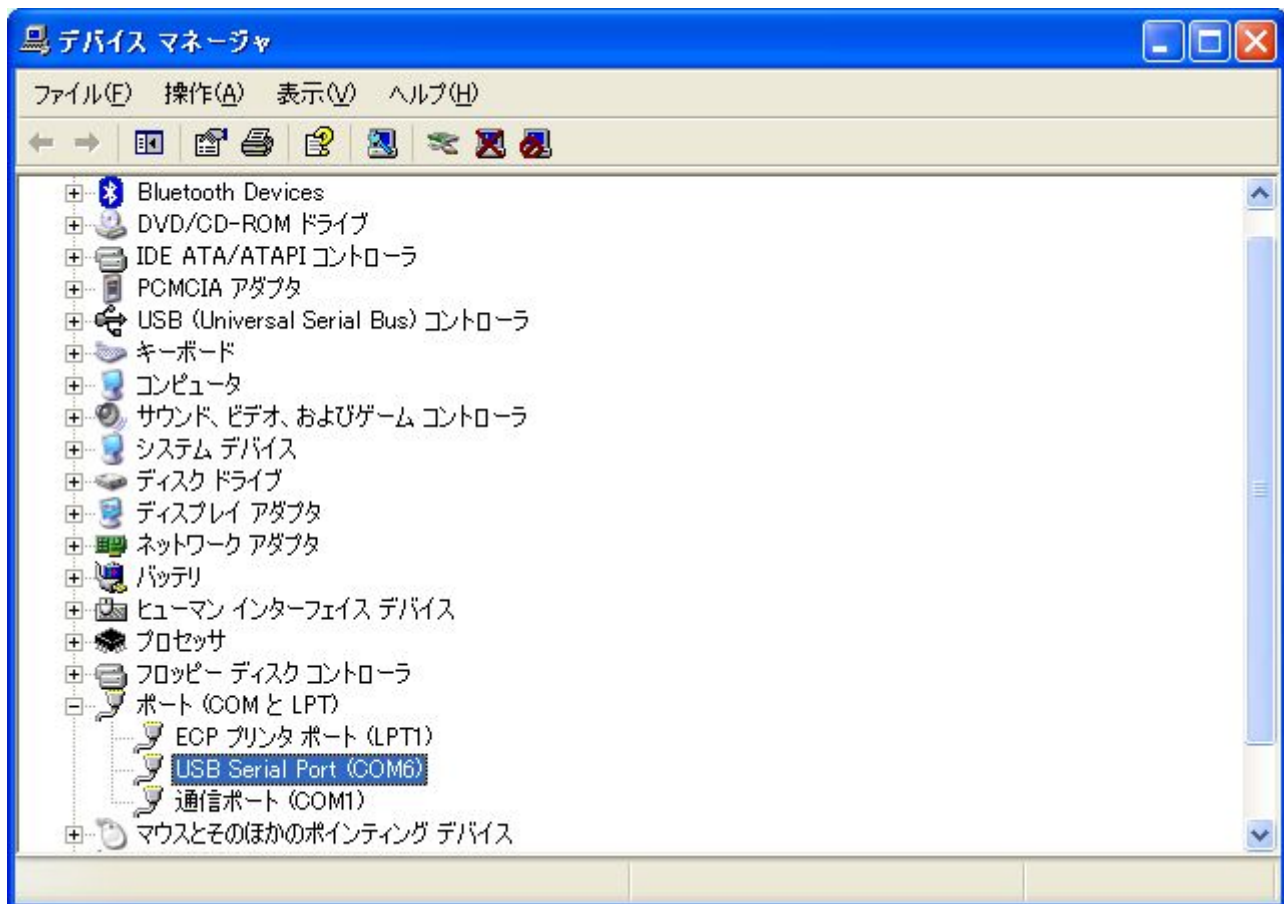 デバイス マネージャ
ファイル(F) 操作(A) 表示(V) ヘルプ(H)
Bluetooth Devices
DVD/CD-ROM ドライブ
IDE ATA/ATAPI コントローラ
PCMCIA アダプタ
USB (Universal Serial Bus) コントローラ
キーボード
コンピュータ
サウンド、ビデオ、およびゲーム コントローラ
システム デバイス
ディスク ドライブ
ディスプレイ アダプタ
ネットワーク アダプタ
バッテリ
ヒューマン インターフェイス デバイス
プロセッサ
フロッピー ディスク コントローラ
ポート (COM と LPT)
ECP プリンタ ポート (LPT1)
USB Serial Port (COM6)
通信ポート (COM1)
マウスとそのほかのポインティング デバイス